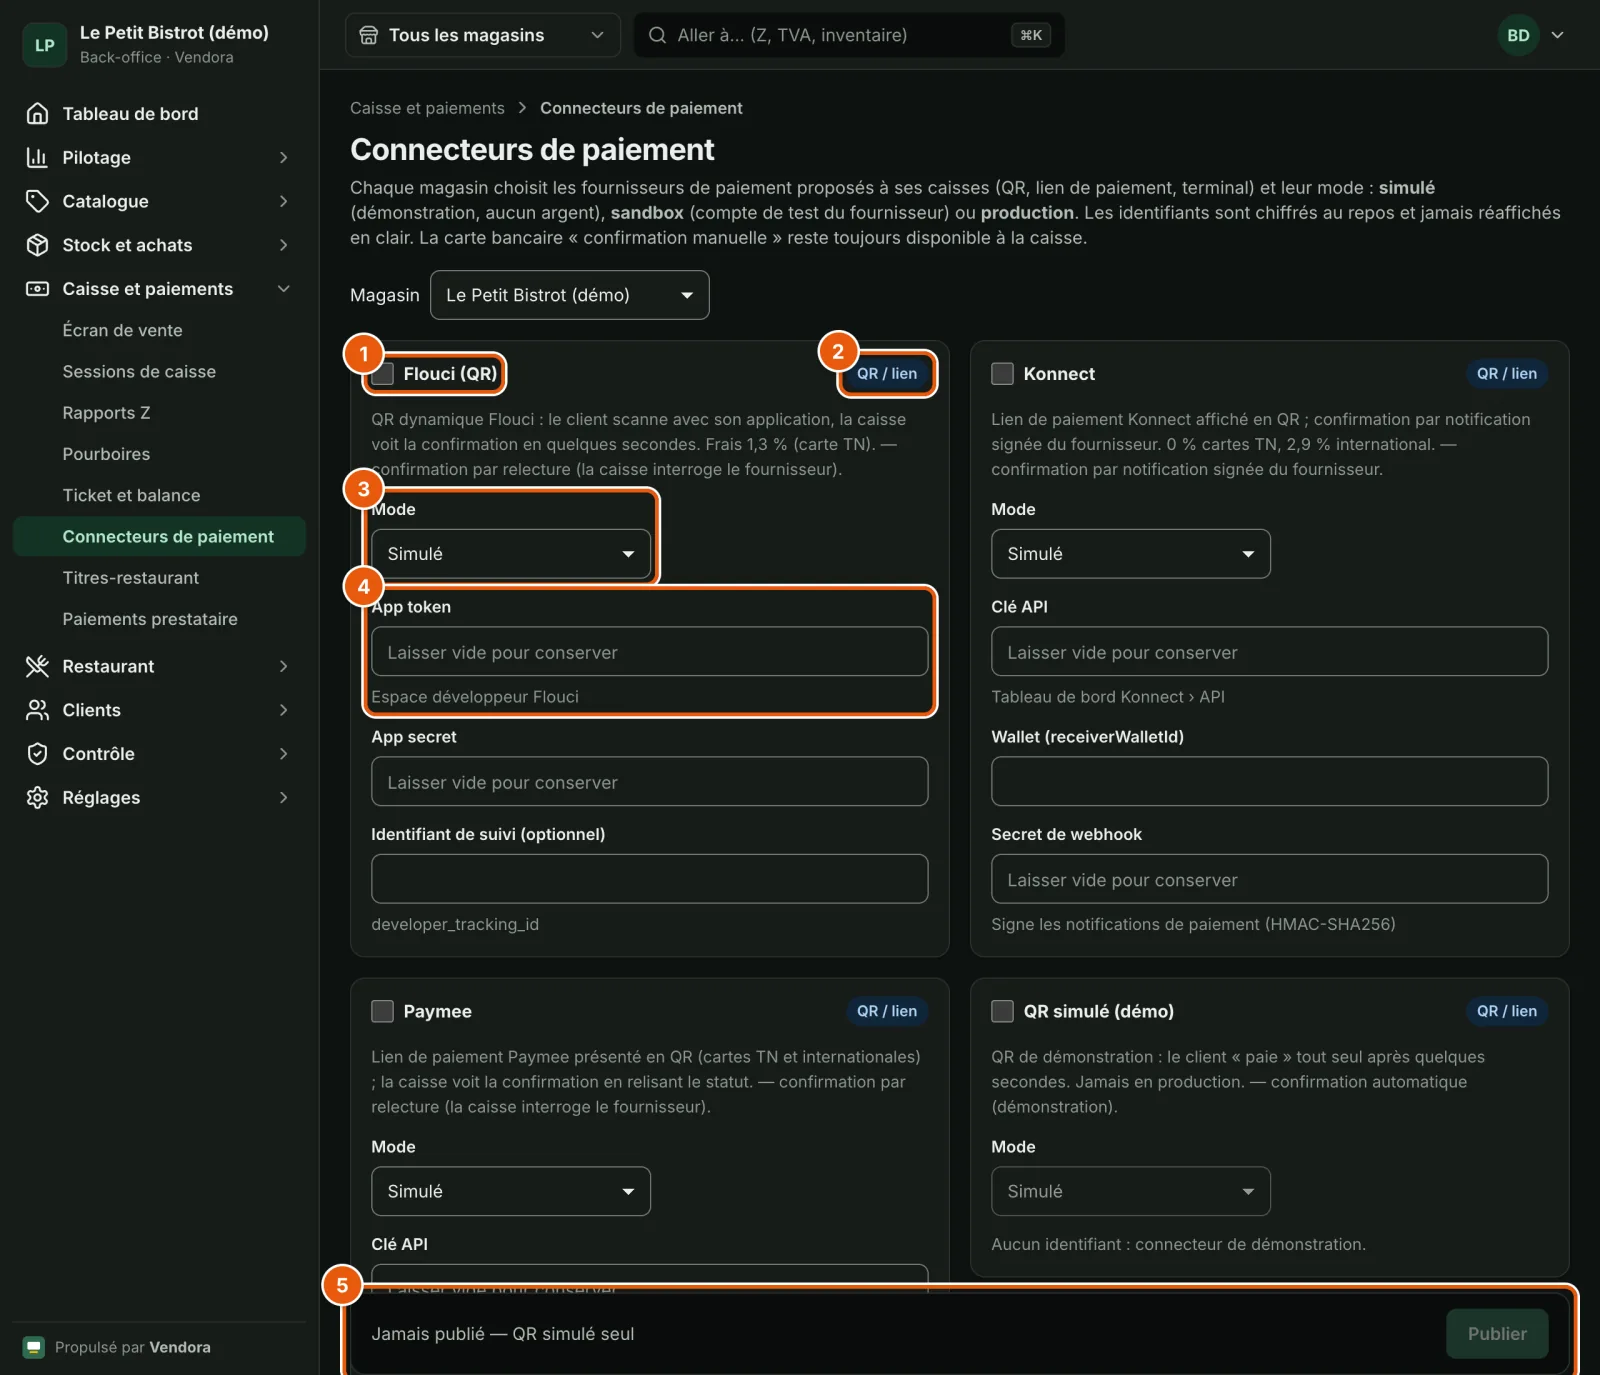 LP
Le Petit Bistrot (démo)
Back-office · Vendora
Tableau de bord
Pilotage
Catalogue
Stock et achats
Caisse et paiements
Écran de vente
Sessions de caisse
Rapports Z
Pourboires
Ticket et balance
Connecteurs de paiement
Titres-restaurant
Paiements prestataire
Restaurant
Clients
Contrôle
Réglages
Propulsé par Vendora
Tous les magasins
Aller à... (Z, TVA, inventaire)
⌘K
BD
Caisse et paiements > Connecteurs de paiement
Connecteurs de paiement
Chaque magasin choisit les fournisseurs de paiement proposés à ses caisses (QR, lien de paiement, terminal) et leur mode : simulé
(démonstration, aucun argent), sandbox (compte de test du fournisseur) ou production. Les identifiants sont chiffrés au repos et jamais réaffichés
en clair. La carte bancaire « confirmation manuelle » reste toujours disponible à la caisse.
Magasin
Le Petit Bistrot (démo)
1
Flouci (QR)
2
QR / lien
QR dynamique Flouci : le client scanne avec son application, la caisse
voit la confirmation en quelques secondes. Frais 1,3 % (carte TN). —
confirmation par relecture (la caisse interroge le fournisseur).
3
Mode
Simulé
4
App token
Laisser vide pour conserver
Espace développeur Flouci
App secret
Laisser vide pour conserver
Identifiant de suivi (optionnel)
developer_tracking_id
Konnect
QR / lien
Lien de paiement Konnect affiché en QR ; confirmation par notification
signée du fournisseur. 0 % cartes TN, 2,9 % international. —
confirmation par notification signée du fournisseur.
Mode
Simulé
Clé API
Laisser vide pour conserver
Tableau de bord Konnect › API
Wallet (receiverWalletId)
Secret de webhook
Laisser vide pour conserver
Signe les notifications de paiement (HMAC-SHA256)
Paymee
QR / lien
Lien de paiement Paymee présenté en QR (cartes TN et internationales)
; la caisse voit la confirmation en relisant le statut. — confirmation par
relecture (la caisse interroge le fournisseur).
Mode
Simulé
Clé API
Laisser vide pour conserver
QR simulé (démo)
QR / lien
QR de démonstration : le client « paie » tout seul après quelques
secondes. Jamais en production. — confirmation automatique
(démonstration).
Mode
Simulé
Aucun identifiant : connecteur de démonstration.
5
Jamais publié — QR simulé seul
Publier